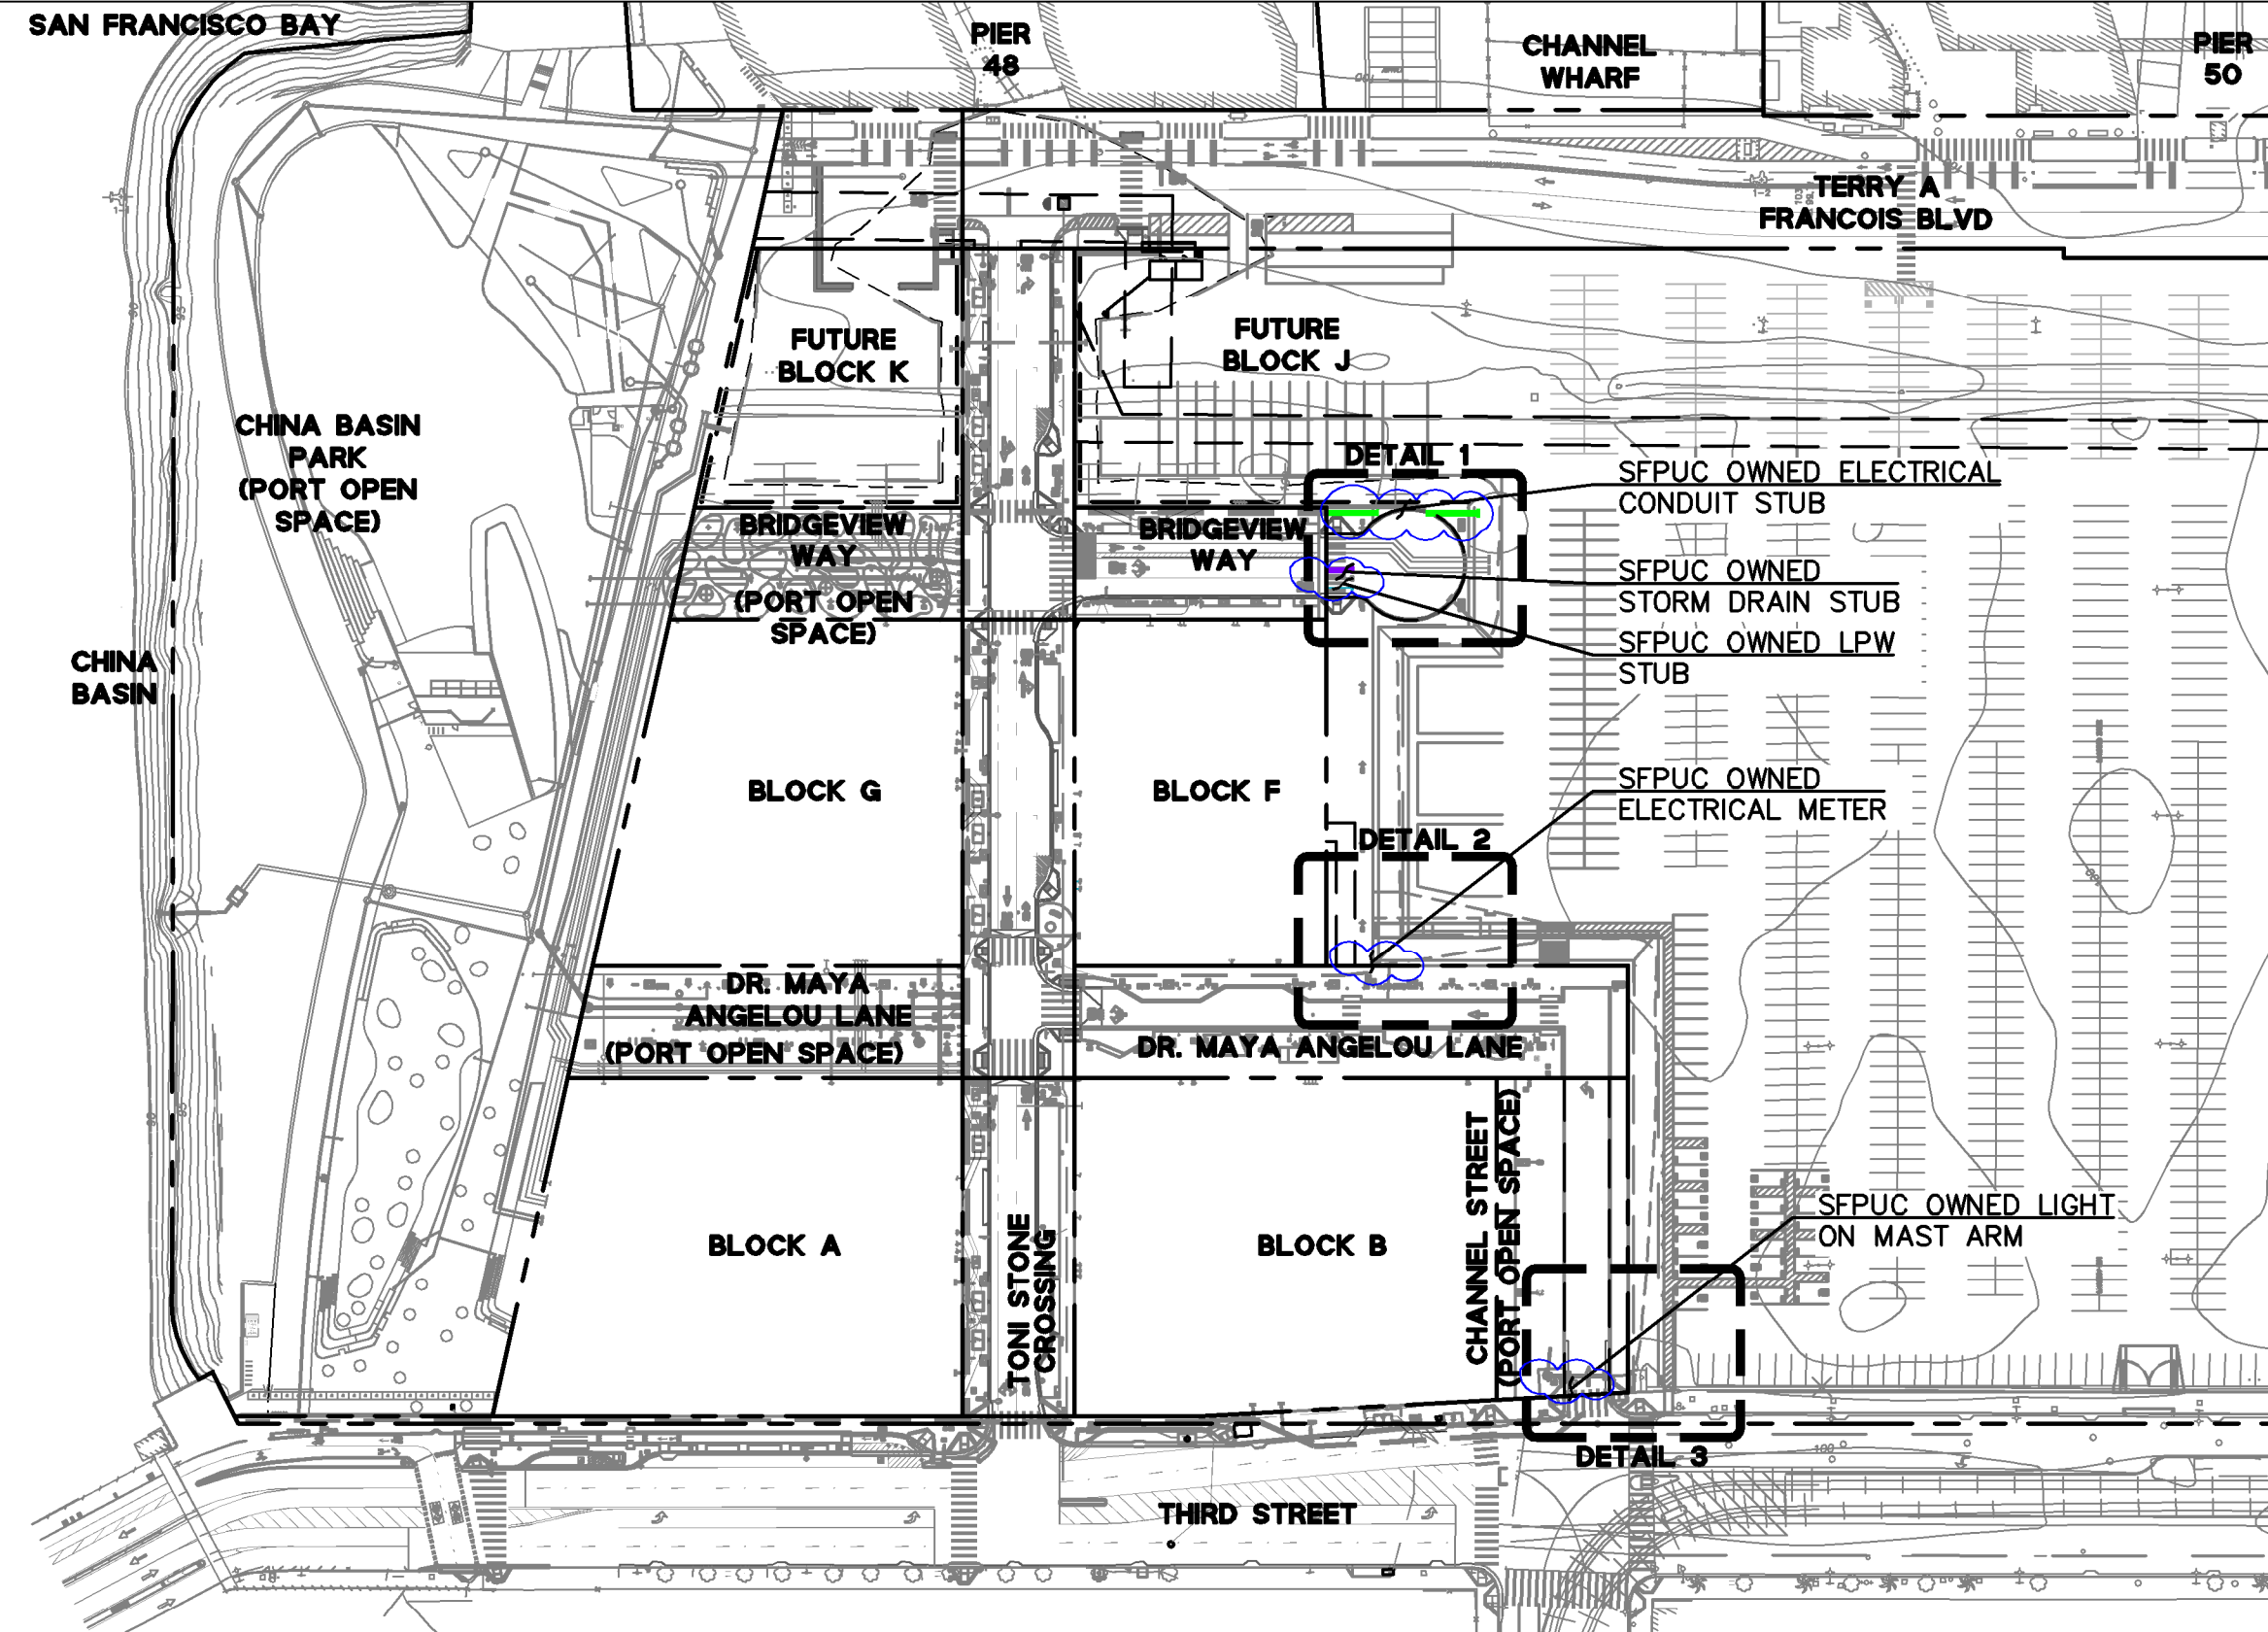 SAN FRANCISCO BAY
PIER
48
CHANNEL
WHARF
PIER
50
TERRY A
FRANCOIS BLVD
FUTURE
BLOCK K
FUTURE
BLOCK J
CHINA BASIN
PARK
(PORT OPEN
SPACE)
DETAIL 1
SFPUC OWNED ELECTRICAL
CONDUIT STUB
BRIDGEVIEW
WAY
(PORT OPEN
SPACE)
BRIDGEVIEW
WAY
SFPUC OWNED
STORM DRAIN STUB
SFPUC OWNED LPW
STUB
CHINA
BASIN
BLOCK G
BLOCK F
SFPUC OWNED
ELECTRICAL METER
DETAIL 2
DR. MAYA
ANGELOU LANE
(PORT OPEN SPACE)
DR. MAYA ANGELOU LANE
CHANNEL STREET
(PORT OPEN SPACE)
SFPUC OWNED LIGHT
ON MAST ARM
BLOCK A
TONI STONE
CROSSING
BLOCK B
DETAIL 3
100
THIRD STREET